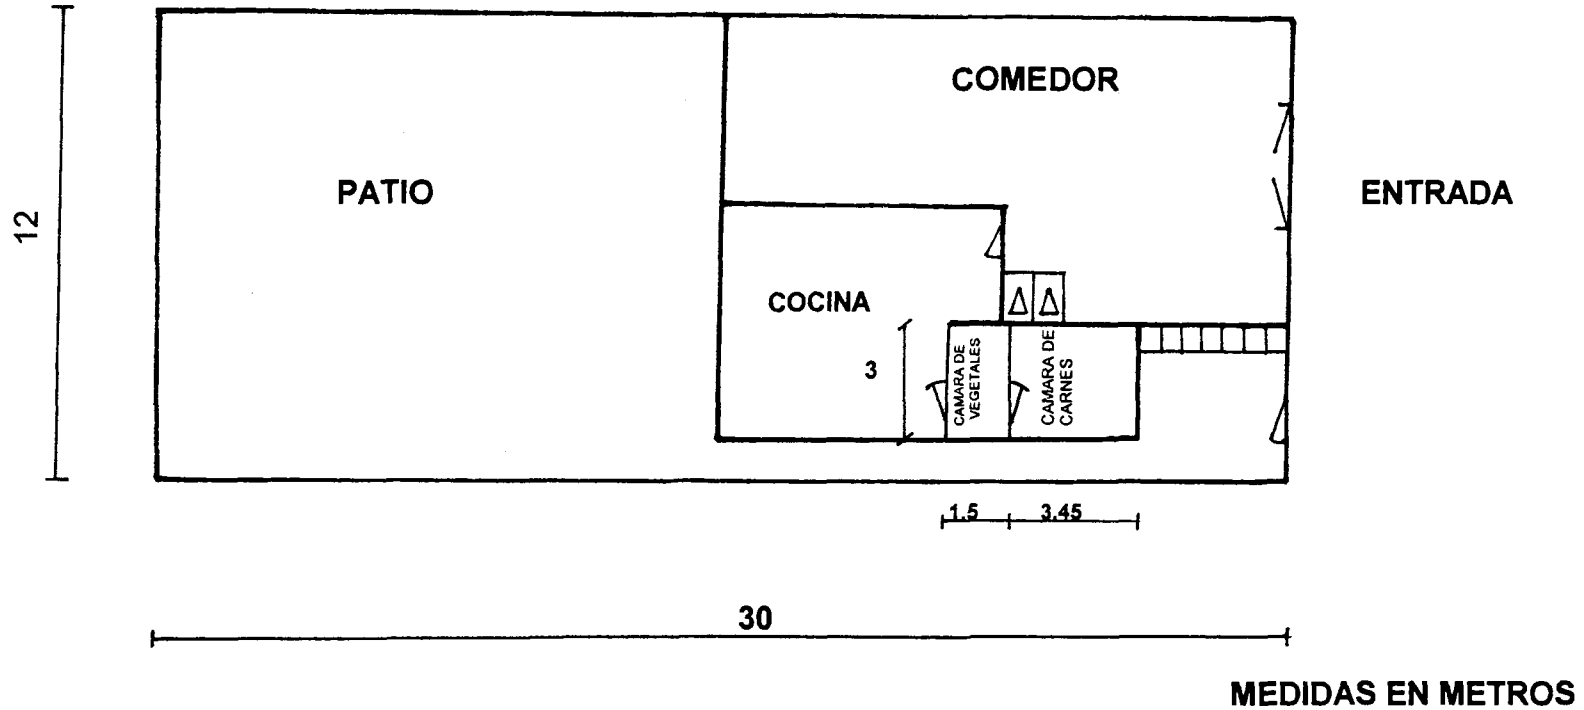 COMEDOR
PATIO
ENTRADA
12
COCINA
3
CAMARA DE
VEGETALES
CAMARA DE
CARNES
1.5
3.45
30
MEDIDAS EN METROS